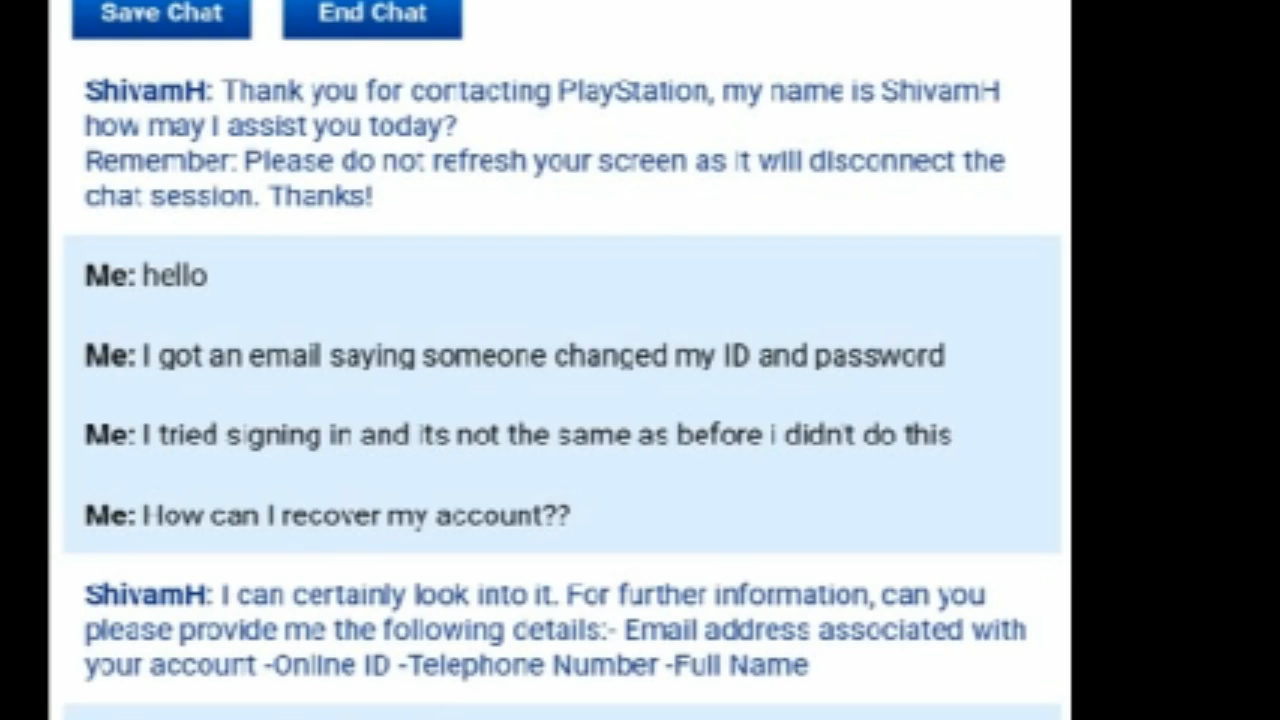 Save Chat End Chat
ShivamH: Thank you for contacting PlayStation, my name is ShivamH
how may I assist you today?
Remember: Please do not refresh your screen as it will disconnect the
chat session. Thanks!
Me: hello
Me: I got an email saying someone changed my ID and password
Me: I tried signing in and its not the same as before i didn't do this
Me: How can I recover my account??
ShivamH: I can certainly look into it. For further information, can you
please provide me the following details:- Email address associated with
your account -Online ID -Telephone Number -Full Name